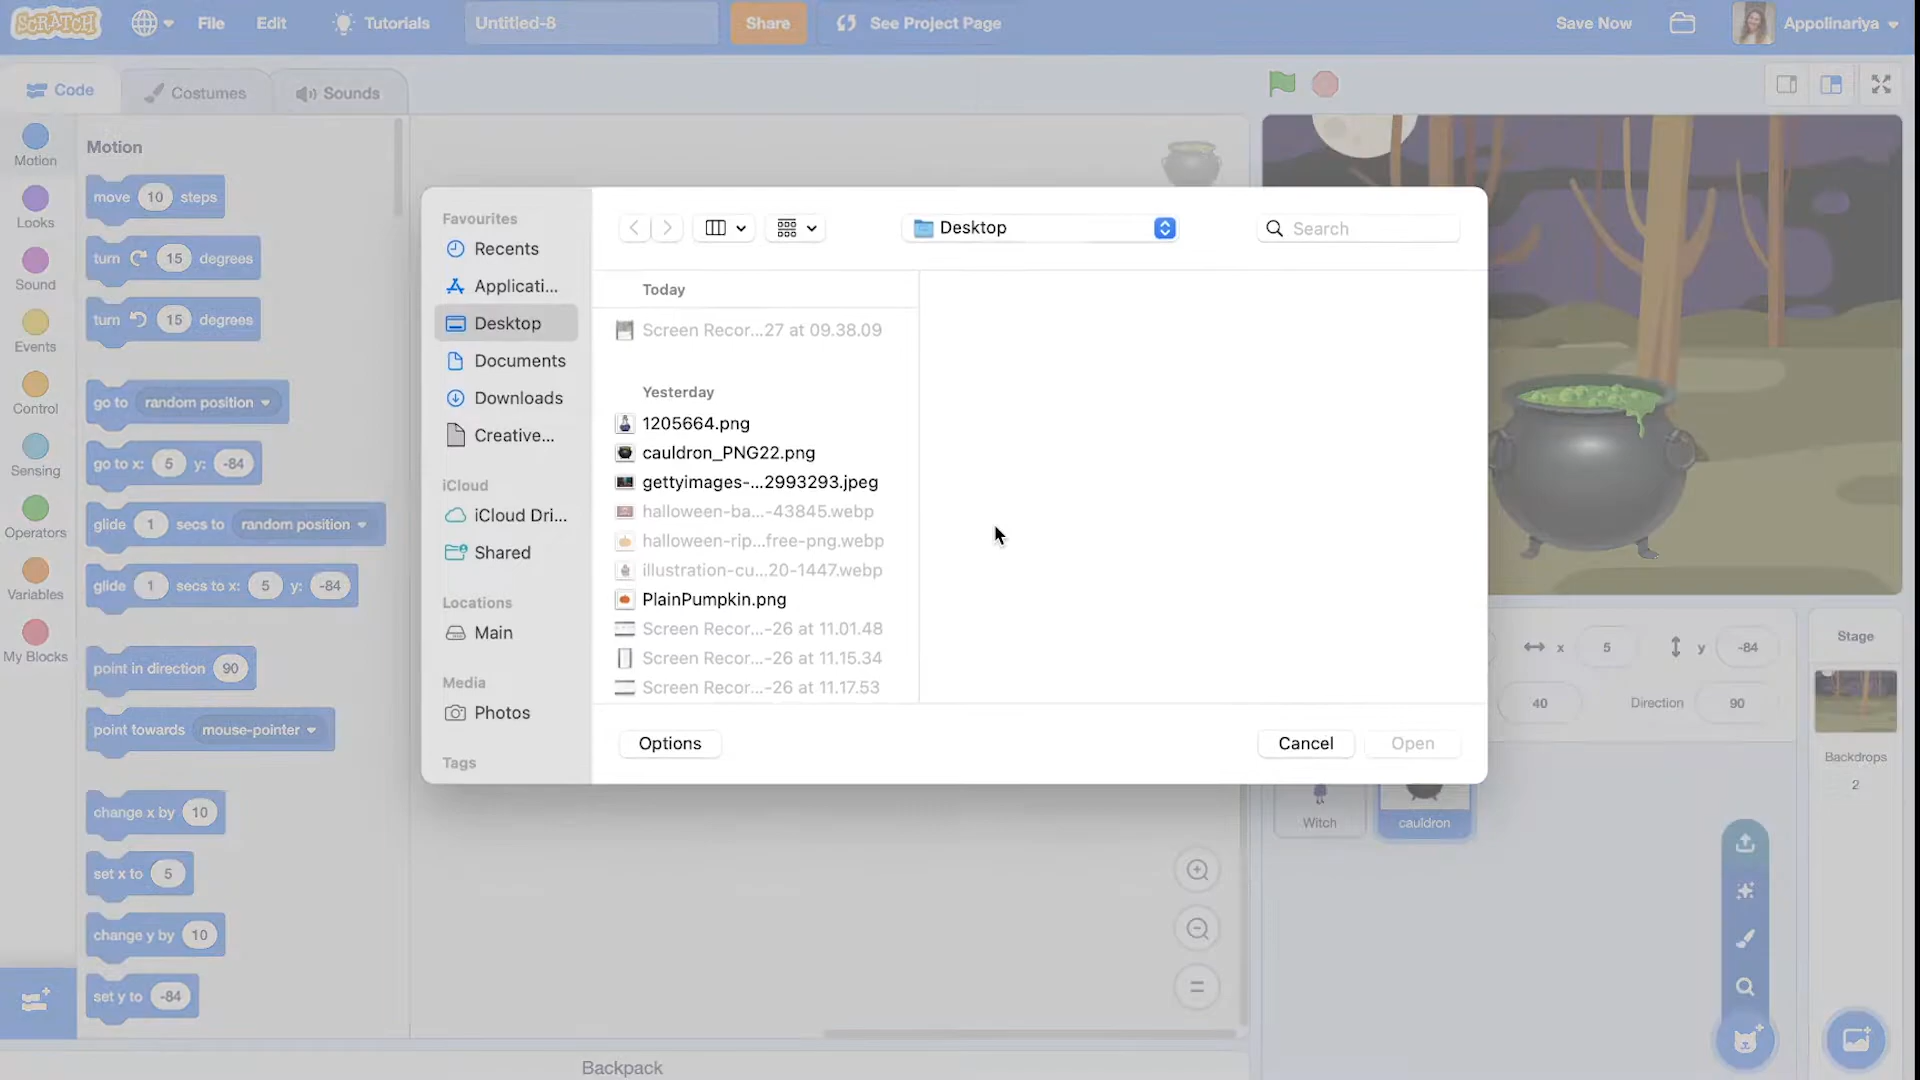 SCRATCH
File
Edit
Tutorials
Untitled-8
Share
See Project Page
Save Now
Appolinariya
Code
Costumes
Sounds
Motion
Looks
Sound
Events
Control
Sensing
Operators
Variables
My Blocks
Motion
move 10 steps
turn 15 degrees
turn 15 degrees
go to random position
go to x: 5 y: -84
glide 1 secs to random position
glide 1 secs to x: 5 y: -84
point in direction 90
point towards mouse-pointer
change x by 10
set x to 5
change y by 10
set y to -84
Favourites
Recents
Applicati...
Desktop
Documents
Downloads
Creative...
iCloud
iCloud Dri...
Shared
Locations
Main
Media
Photos
Tags
Desktop
Search
Today
Screen Recor...27 at 09.38.09
Yesterday
1205664.png
cauldron_PNG22.png
gettyimages-...2993293.jpeg
halloween-ba...-43845.webp
halloween-rip...free-png.webp
illustration-cu...20-1447.webp
PlainPumpkin.png
Screen Recor...-26 at 11.01.48
Screen Recor...-26 at 11.15.34
Screen Recor...-26 at 11.17.53
Options
Cancel
Open
x 5 y -84
40 Direction 90
Witch
cauldron
Stage
Backdrops
2
Backpack